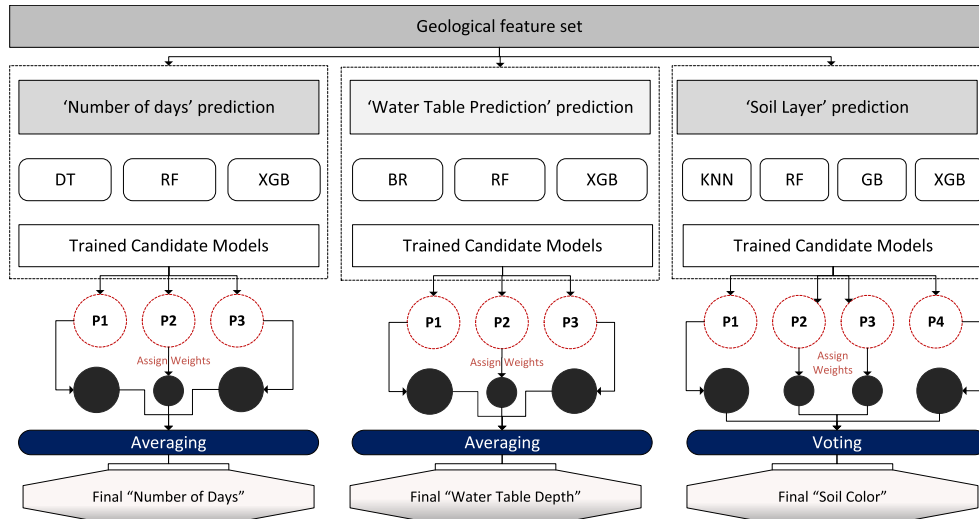 Geological feature set
‘Number of days’ prediction
DT
RF
XGB
Trained Candidate Models
P1
P2
P3
Assign Weights
Averaging
Final “Number of Days”
‘Water Table Prediction’ prediction
BR
RF
XGB
Trained Candidate Models
P1
P2
P3
Assign Weights
Averaging
Final “Water Table Depth”
‘Soil Layer’ prediction
KNN
RF
GB
XGB
Trained Candidate Models
P1
P2
P3
P4
Assign
Weights
Voting
Final “Soil Color”